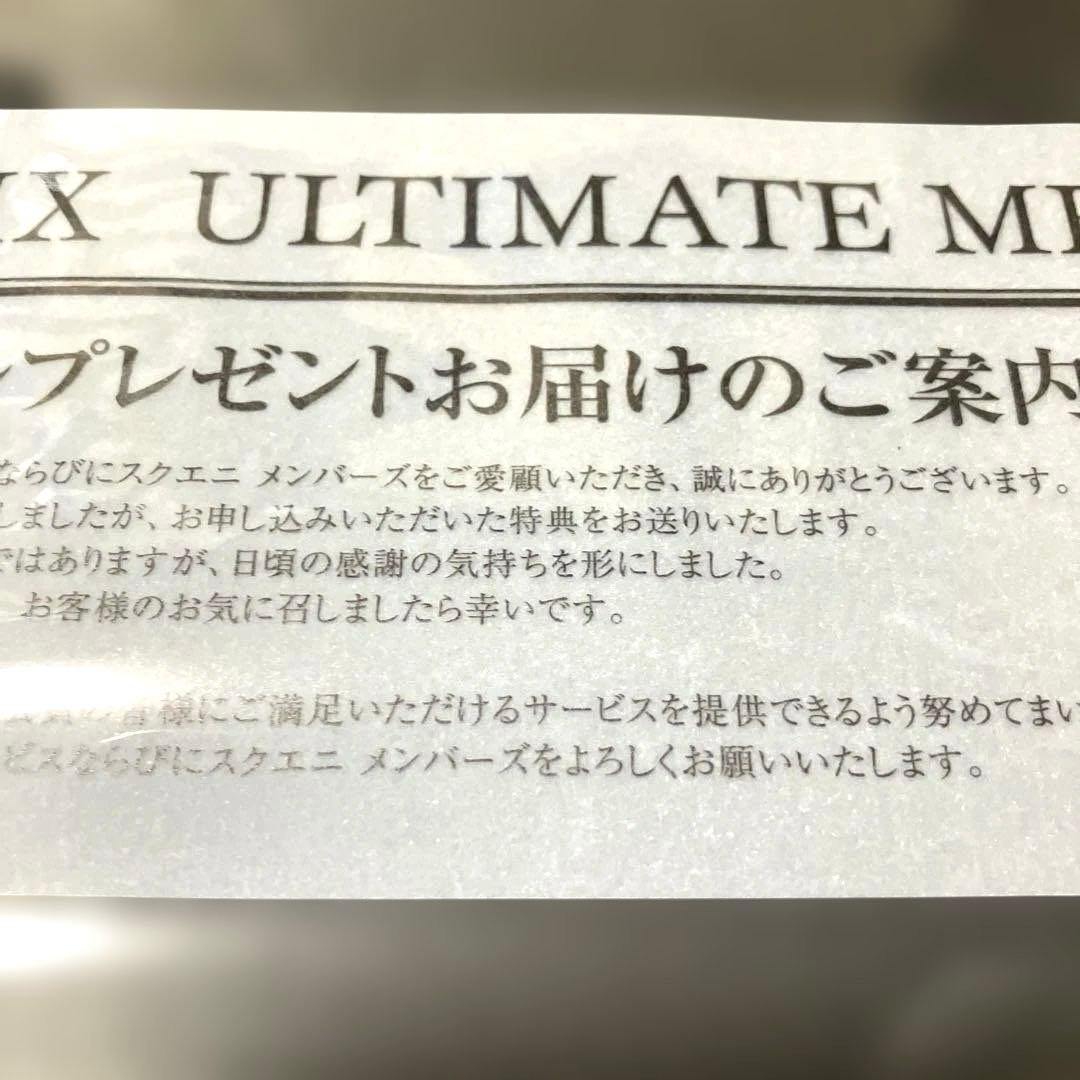 IX ULTIMATE ME
プレゼントお届けのご案内
ならびにスクエニ メンバーズをご愛顧いただき、誠にありがとうございます。
しましたが、お申し込みいただいた特典をお送りいたします。
ではありますが、日頃の感謝の気持ちを形にしました。
お客様のお気に召しましたら幸いです。
客様にご満足いただけるサービスを提供できるよう努めてまい
ビスならびにスクエニ メンバーズをよろしくお願いいたします。